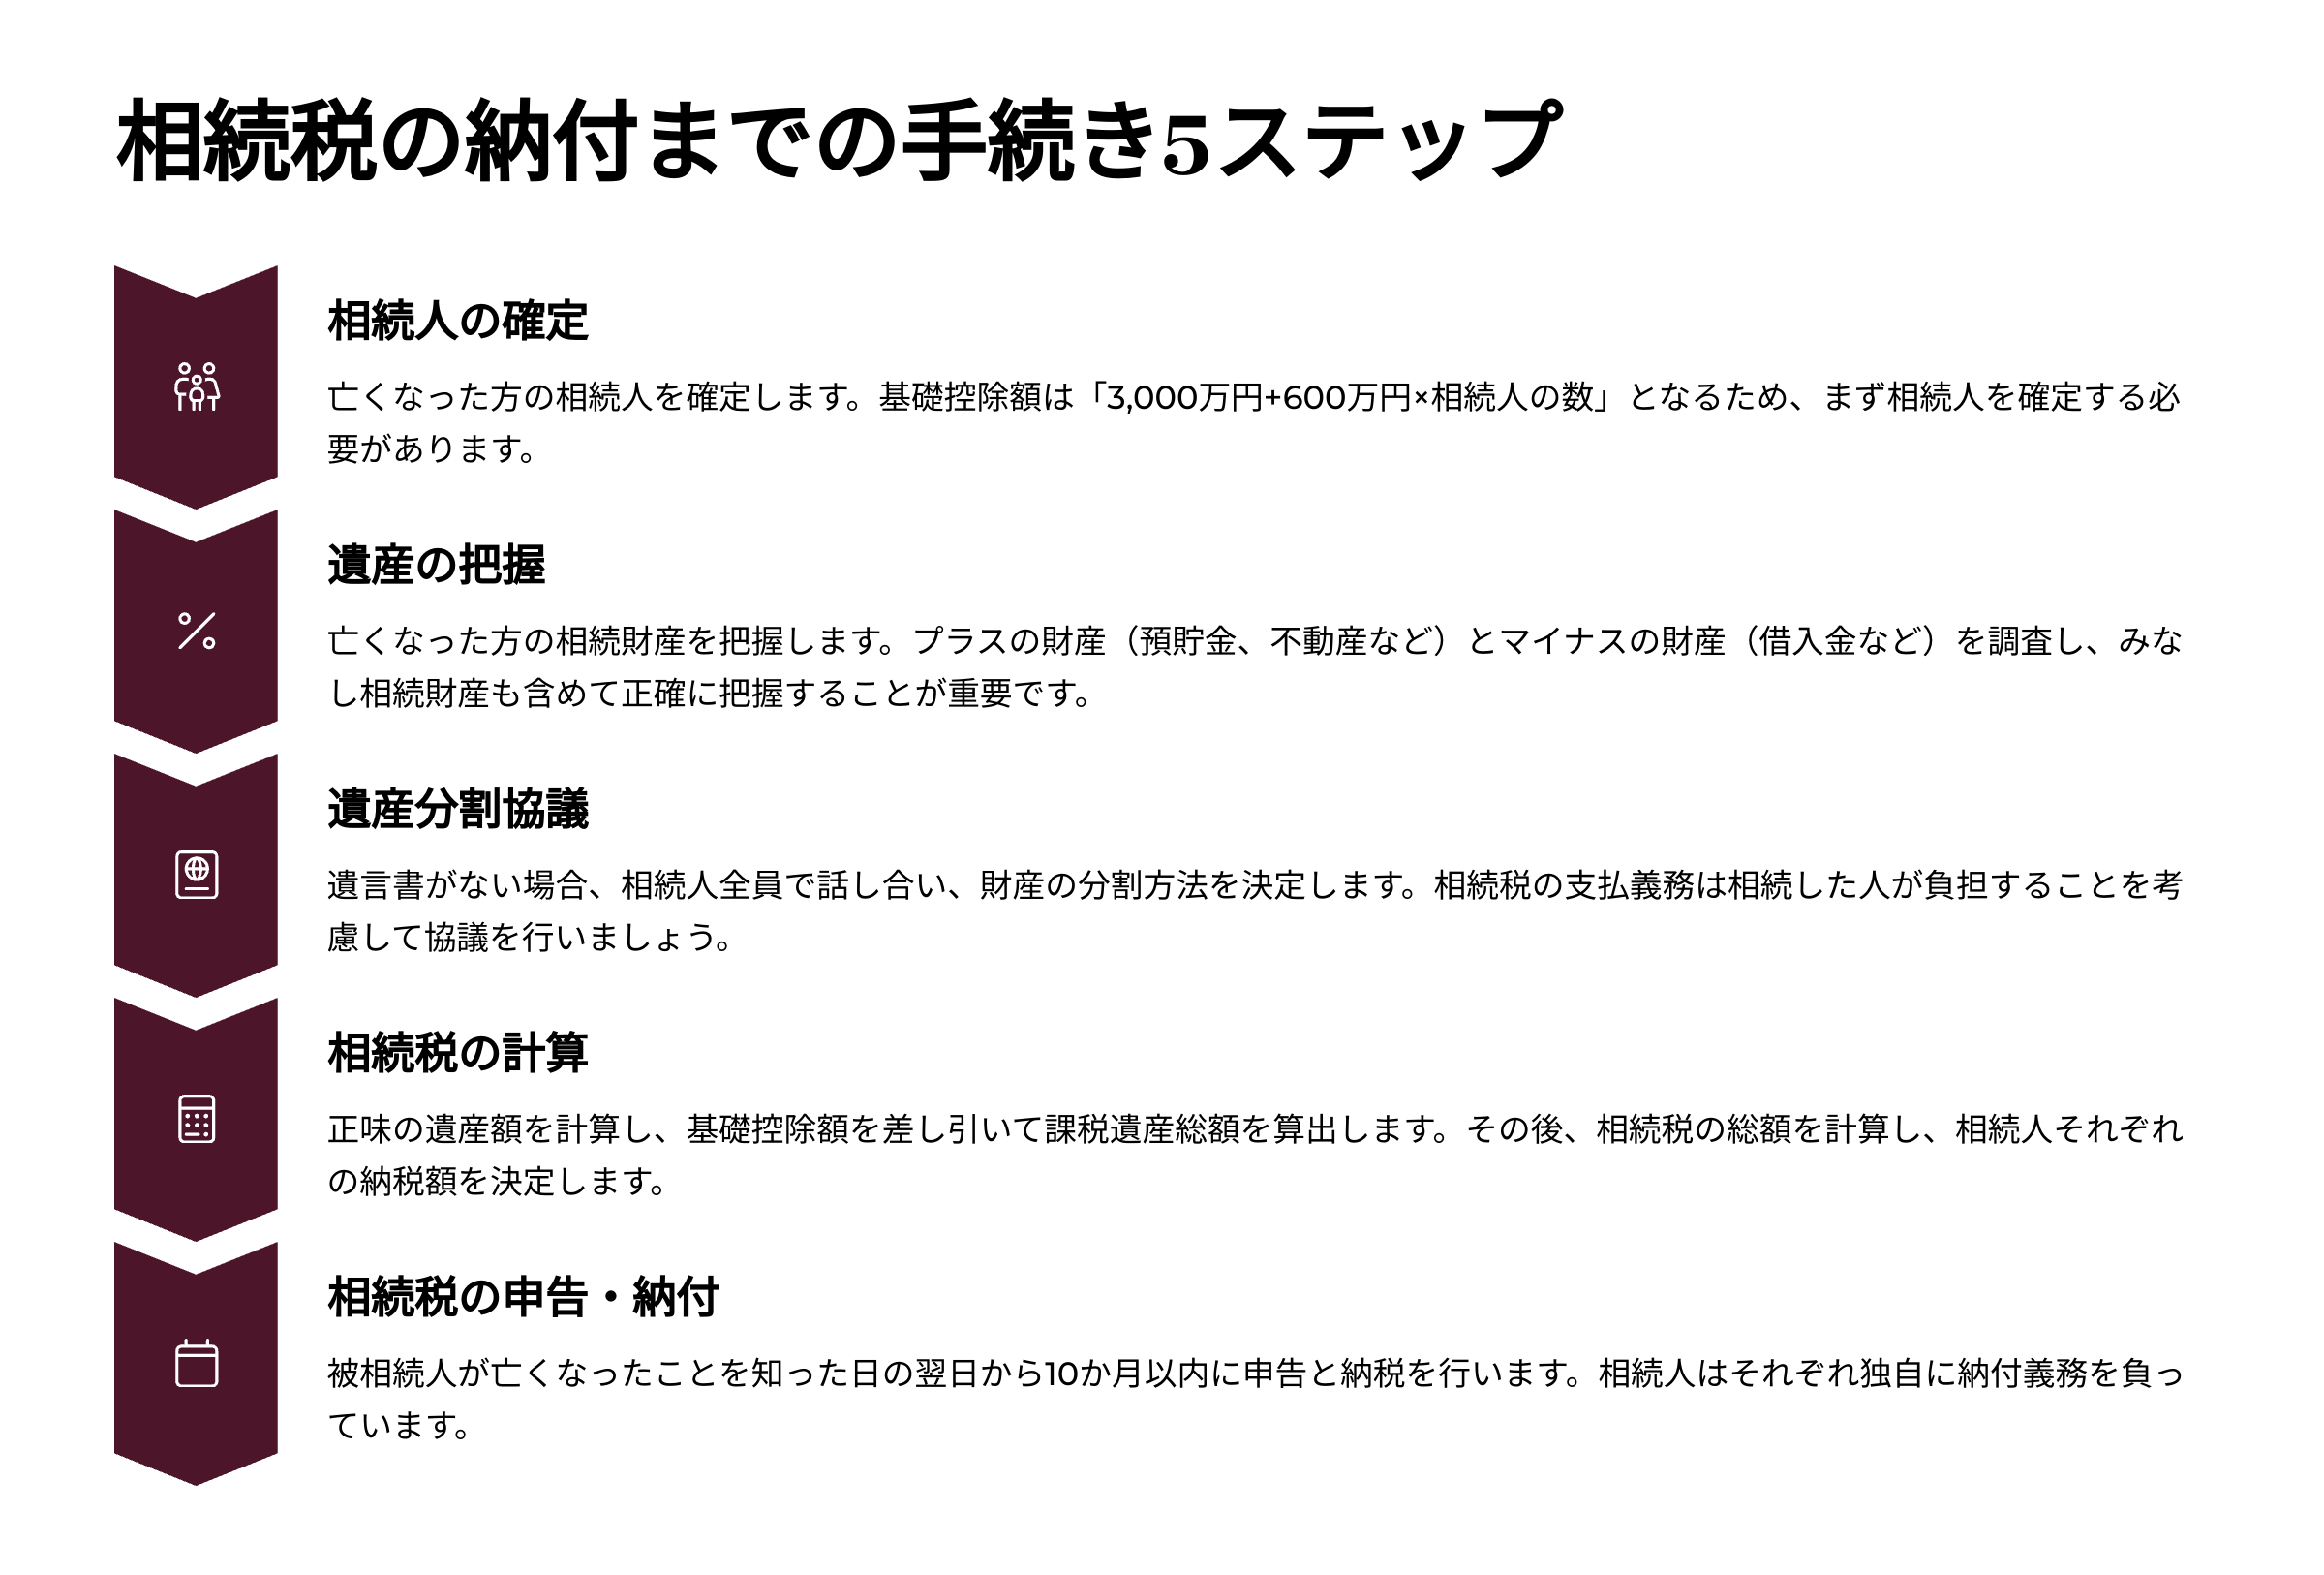 相続税の納付までの手続き5ステップ
相続人の確定
亡くなった方の相続人を確定します。基礎控除額は「3,000万円+600万円×相続人の数」となるため、まず相続人を確定する必
要があります。
遺産の把握
亡くなった方の相続財産を把握します。プラスの財産（預貯金、不動産など）とマイナスの財産（借入金など）を調査し、みな
し相続財産も含めて正確に把握することが重要です。
遺産分割協議
遺言書がない場合、相続人全員で話し合い、財産の分割方法を決定します。相続税の支払義務は相続した人が負担することを考
慮して協議を行いましょう。
相続税の計算
正味の遺産額を計算し、基礎控除額を差し引いて課税遺産総額を算出します。その後、相続税の総額を計算し、相続人それぞれ
の納税額を決定します。
相続税の申告・納付
被相続人が亡くなったことを知った日の翌日から10か月以内に申告と納税を行います。相続人はそれぞれ独自に納付義務を負っ
ています。